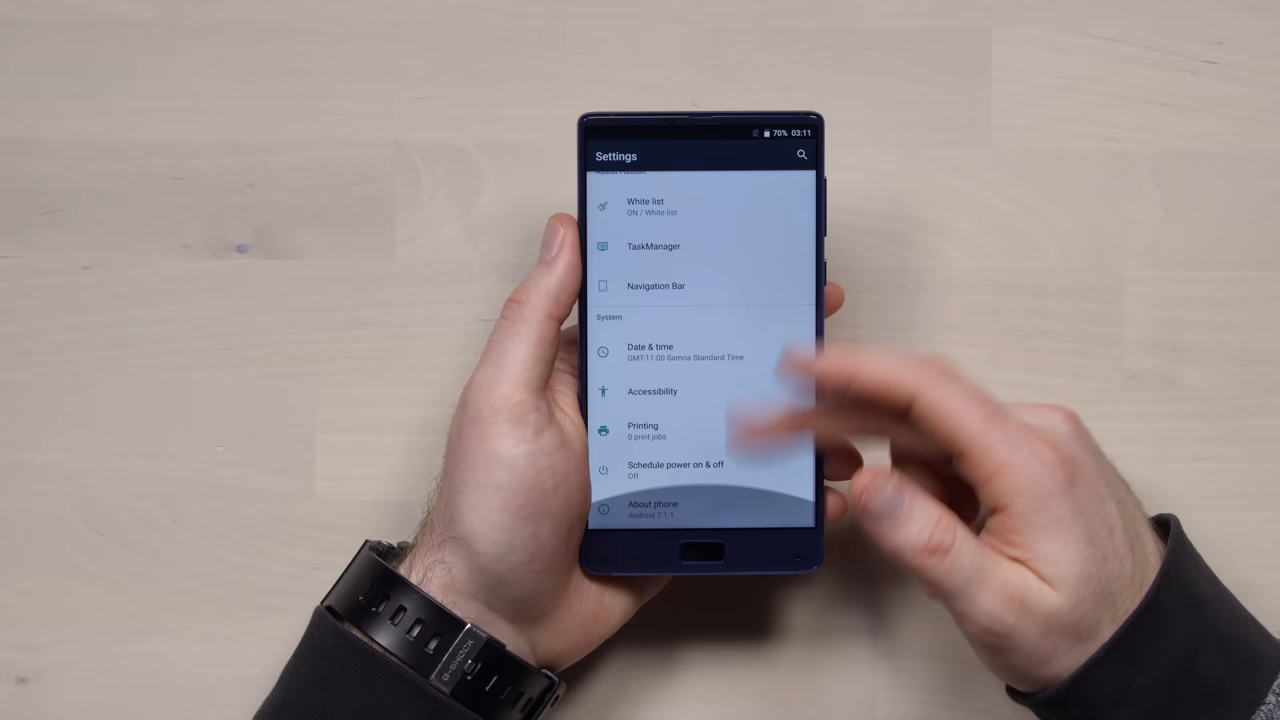 70% 03:11
Settings
Assist Function
White list
ON / White list
TaskManager
Navigation Bar
System
Date & time
GMT-11:00 Samoa Standard Time
Accessibility
Printing
0 print jobs
Schedule power on & off
Off
About phone
Android 7.1.1
G-SHOCK